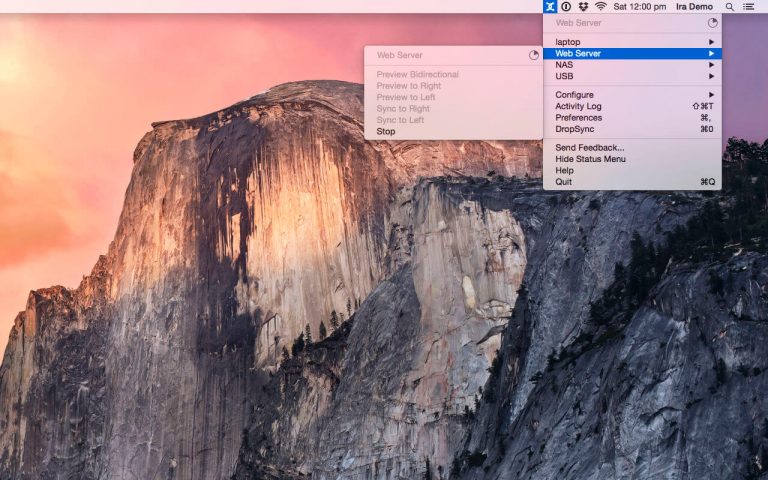 Sat 12:00 pm Ira Demo
Web Server
laptop
Web Server
NAS
USB
Configure
Activity Log ⇧⌘T
Preferences ⌘,
DropSync ⌘0
Send Feedback...
Hide Status Menu
Help
Quit ⌘Q
Web Server
Preview Bidirectional
Preview to Right
Preview to Left
Sync to Right
Sync to Left
Stop